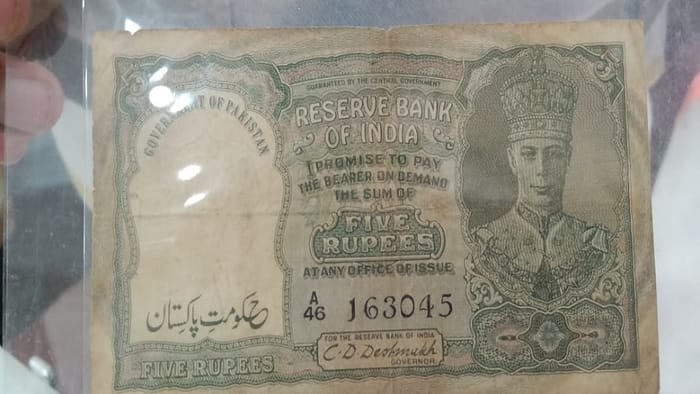 GUARANTEED BY THE CENTRAL GOVERNMENT
5
GOVERNMENT OF PAKISTAN
RESERVE BANK
OF INDIA
I PROMISE TO PAY
THE BEARER ON DEMAND
THE SUM OF
FIVE
RUPEES
AT ANY OFFICE OF ISSUE
A
46 163045
حکومت پاکستان
FOR THE RESERVE BANK OF INDIA
C. D. Deshmukh
GOVERNOR.
FIVE RUPEES